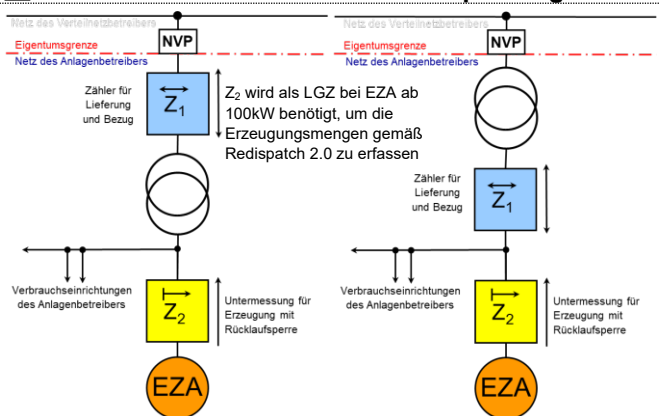 Netz des Verteilnetzbetreibers
Eigentumsgrenze
NVP
Netz des Anlagenbetreibers
Zähler für
Lieferung
und Bezug
Z1
Z2 wird als LGZ bei EZA ab
100kW benötigt, um die
Erzeugungsmengen gemäß
Redispatch 2.0 zu erfassen
Verbrauchseinrichtungen
des Anlagenbetreibers
Z2
Untermessung für
Erzeugung mit
Rücklaufsperre
EZA
Netz des Verteilnetzbetreibers
Eigentumsgrenze
NVP
Netz des Anlagenbetreibers
Zähler für
Lieferung
und Bezug
Z1
Verbrauchseinrichtungen
des Anlagenbetreibers
Z2
Untermessung für
Erzeugung mit
Rücklaufsperre
EZA